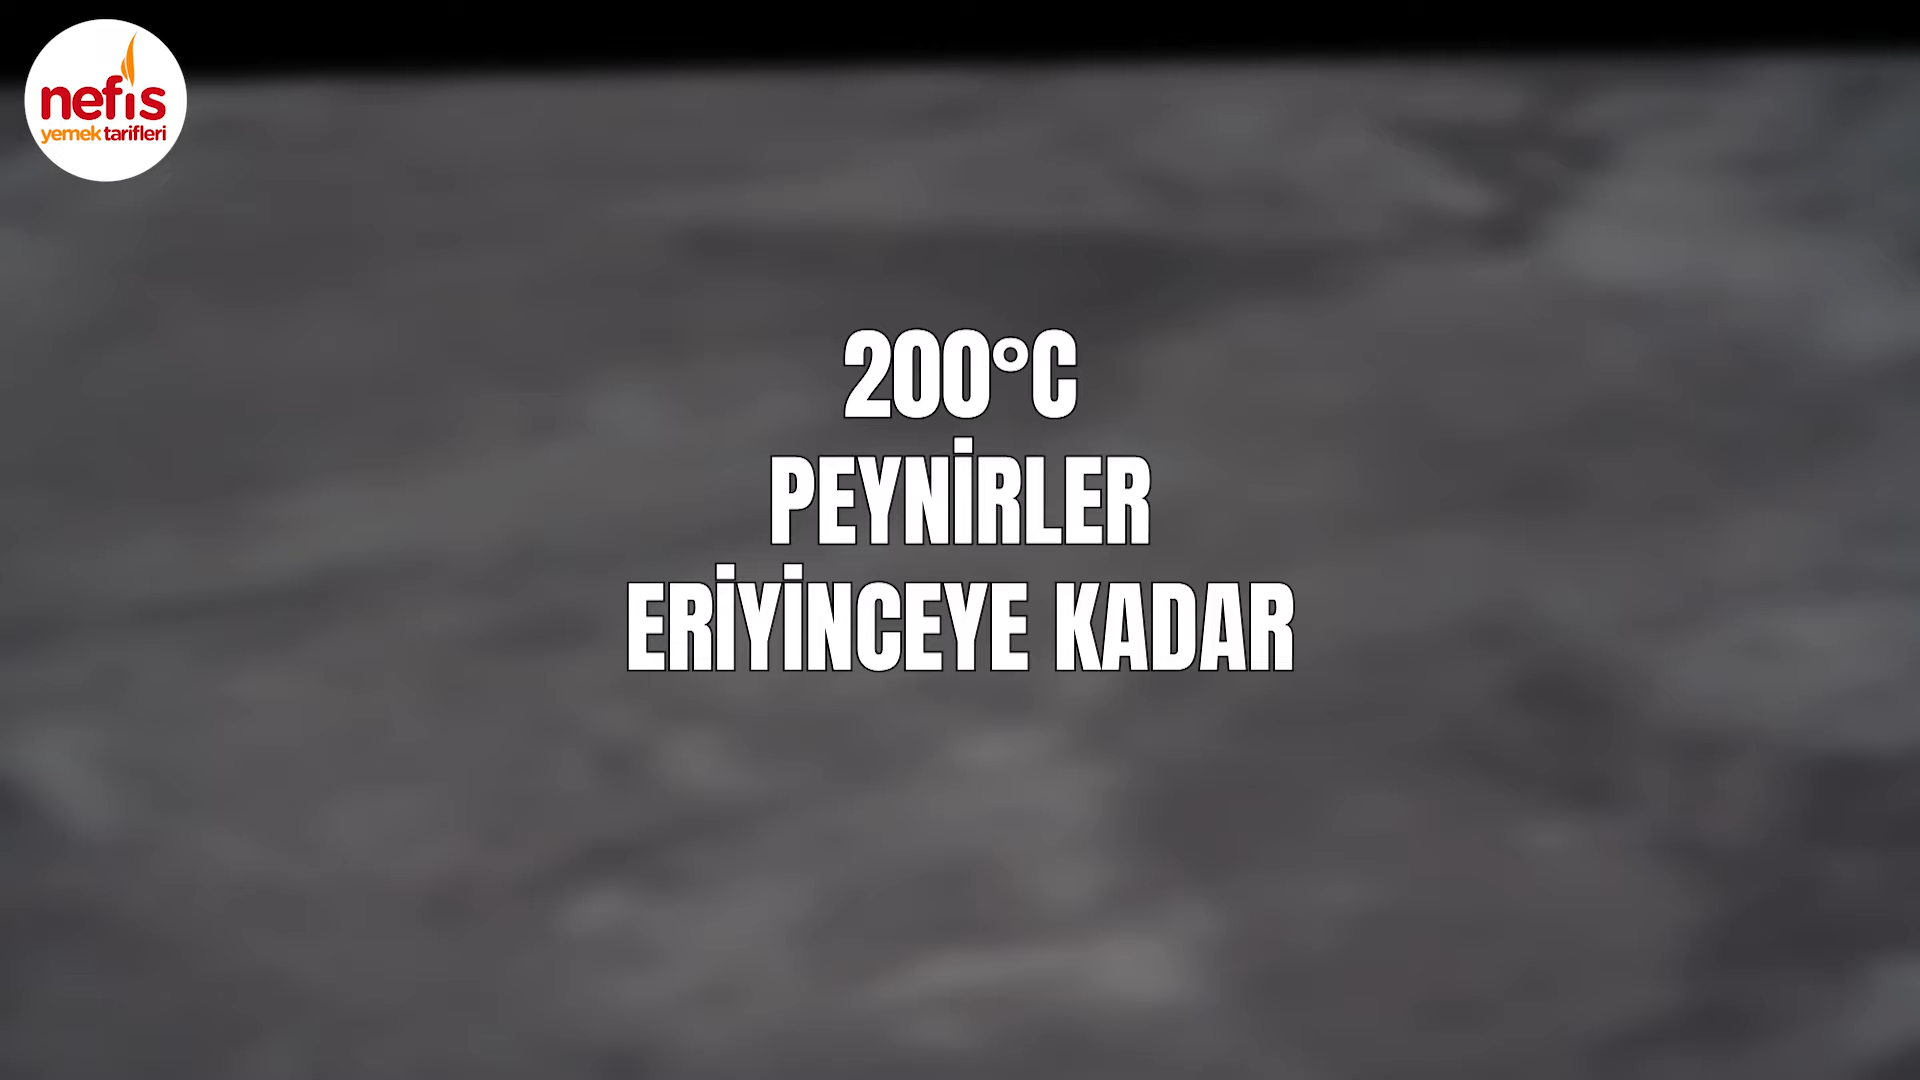 nefis
yemek tarifleri
200°C
PEYNİRLER
ERİYİNCEYE KADAR